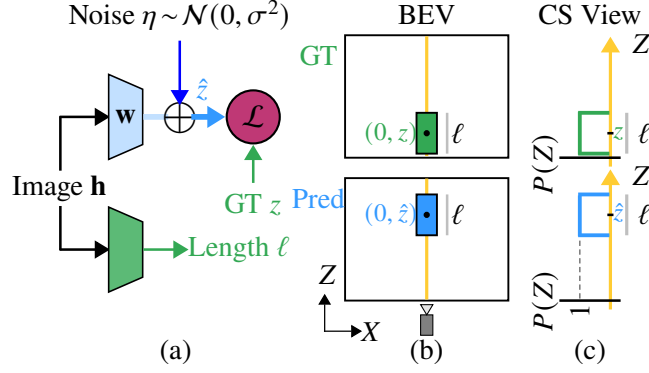 Noise η ∼ 𝒩(0, σ²)
w
ẑ
ℒ
Image h
GT z
Length ℓ
(a)
BEV
GT
(0, z)
ℓ
Pred
(0, ẑ)
ℓ
Z
X
(b)
CS View
Z
z
ℓ
P(Z)
Z
ẑ
ℓ
P(Z)
1
(c)